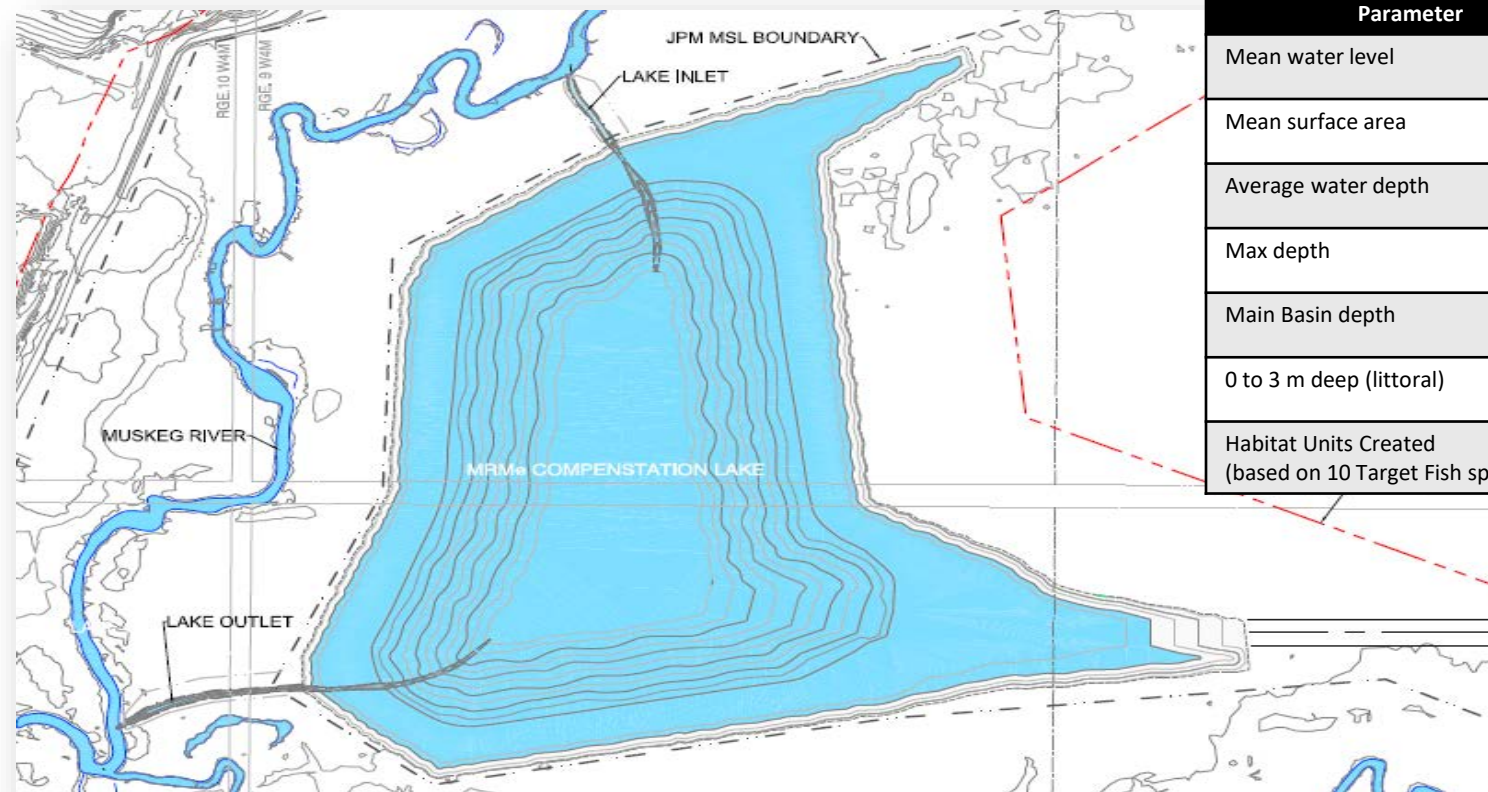 Parameter
Mean water level
Mean surface area
Average water depth
Max depth
Main Basin depth
0 to 3 m deep (littoral)
Habitat Units Created
(based on 10 Target Fish sp
JPM MSL BOUNDARY
LAKE INLET
RGE.10 W4M
RGE. 9 W4M
MUSKEG RIVER
MRMe COMPENSTATION LAKE
LAKE OUTLET